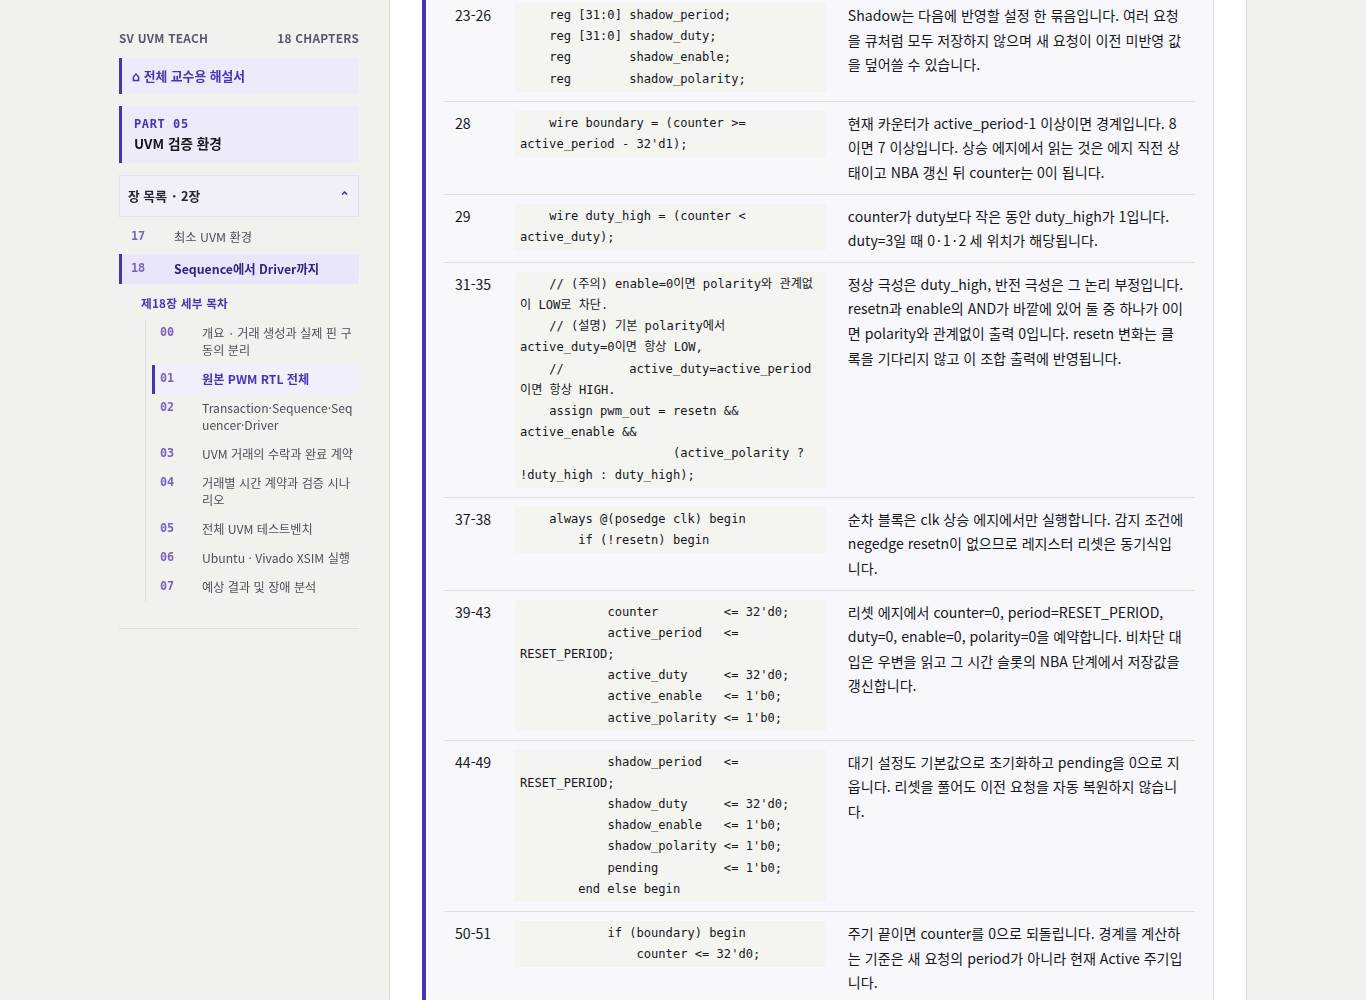 SV UVM TEACH
18 CHAPTERS
⌂ 전체 교수용 해설서
PART 05
UVM 검증 환경
장 목록 · 2장
17 최소 UVM 환경
18 Sequence에서 Driver까지
제18장 세부 목차
00 개요 · 거래 생성과 실제 핀 구
동의 분리
01 원본 PWM RTL 전체
02 Transaction·Sequence·Seq
uencer·Driver
03 UVM 거래의 수락과 완료 계약
04 거래별 시간 계약과 검증 시나
리오
05 전체 UVM 테스트벤치
06 Ubuntu · Vivado XSIM 실행
07 예상 결과 및 장애 분석
23-26
reg [31:0] shadow_period;
reg [31:0] shadow_duty;
reg        shadow_enable;
reg        shadow_polarity;
Shadow는 다음에 반영할 설정 한 묶음입니다. 여러 요청
을 큐처럼 모두 저장하지 않으며 새 요청이 이전 미반영 값
을 덮어쓸 수 있습니다.
28
wire boundary = (counter >=
active_period - 32'd1);
현재 카운터가 active_period-1 이상이면 경계입니다. 8
이면 7 이상입니다. 상승 에지에서 읽는 것은 에지 직전 상
태이고 NBA 갱신 뒤 counter는 0이 됩니다.
29
wire duty_high = (counter <
active_duty);
counter가 duty보다 작은 동안 duty_high가 1입니다.
duty=3일 때 0·1·2 세 위치가 해당됩니다.
31-35
// (주의) enable=0이면 polarity와 관계없
이 LOW로 차단.
// (설명) 기본 polarity에서
active_duty=0이면 항상 LOW,
//         active_duty=active_period
이면 항상 HIGH.
assign pwm_out = resetn &&
active_enable &&
(active_polarity ?
!duty_high : duty_high);
정상 극성은 duty_high, 반전 극성은 그 논리 부정입니다.
resetn과 enable의 AND가 바깥에 있어 둘 중 하나가 0이
면 polarity와 관계없이 출력 0입니다. resetn 변화는 클
록을 기다리지 않고 이 조합 출력에 반영됩니다.
37-38
always @(posedge clk) begin
if (!resetn) begin
순차 블록은 clk 상승 에지에서만 실행합니다. 감지 조건에
negedge resetn이 없으므로 레지스터 리셋은 동기식입
니다.
39-43
counter         <= 32'd0;
active_period   <=
RESET_PERIOD;
active_duty     <= 32'd0;
active_enable   <= 1'b0;
active_polarity <= 1'b0;
리셋 에지에서 counter=0, period=RESET_PERIOD,
duty=0, enable=0, polarity=0을 예약합니다. 비차단 대
입은 우변을 읽고 그 시간 슬롯의 NBA 단계에서 저장값을
갱신합니다.
44-49
shadow_period   <=
RESET_PERIOD;
shadow_duty     <= 32'd0;
shadow_enable   <= 1'b0;
shadow_polarity <= 1'b0;
pending         <= 1'b0;
end else begin
대기 설정도 기본값으로 초기화하고 pending을 0으로 지
웁니다. 리셋을 풀어도 이전 요청을 자동 복원하지 않습니
다.
50-51
if (boundary) begin
counter <= 32'd0;
주기 끝이면 counter를 0으로 되돌립니다. 경계를 계산하
는 기준은 새 요청의 period가 아니라 현재 Active 주기입
니다.